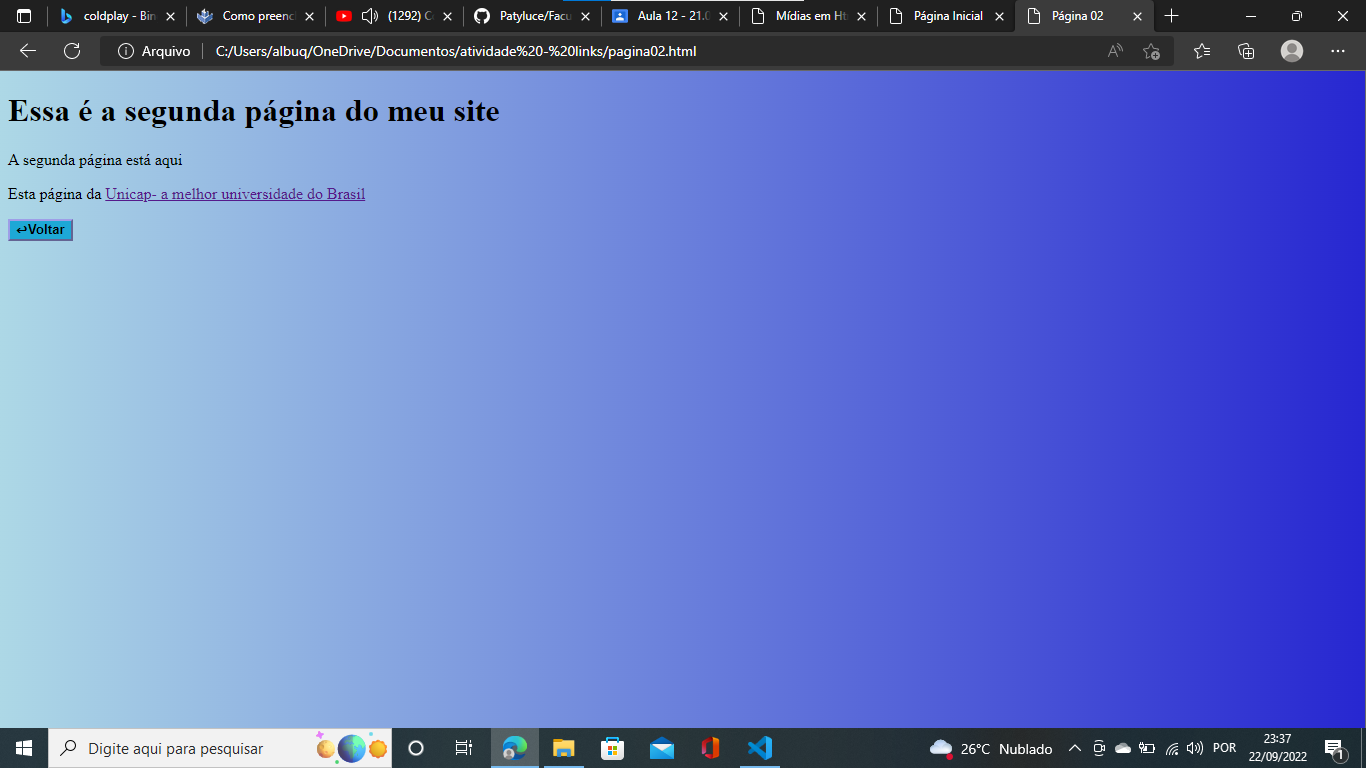 coldplay - Bin
Como preenc
(1292) C
Patyluce/Facu
Aula 12 - 21.0
Mídias em Ht
Página Inicial
Página 02
Arquivo
C:/Users/albuq/OneDrive/Documentos/atividade%20-%20links/pagina02.html
Essa é a segunda página do meu site
A segunda página está aqui
Esta página da Unicap- a melhor universidade do Brasil
↩Voltar
Digite aqui para pesquisar
26°C Nublado
POR
23:37
22/09/2022
1